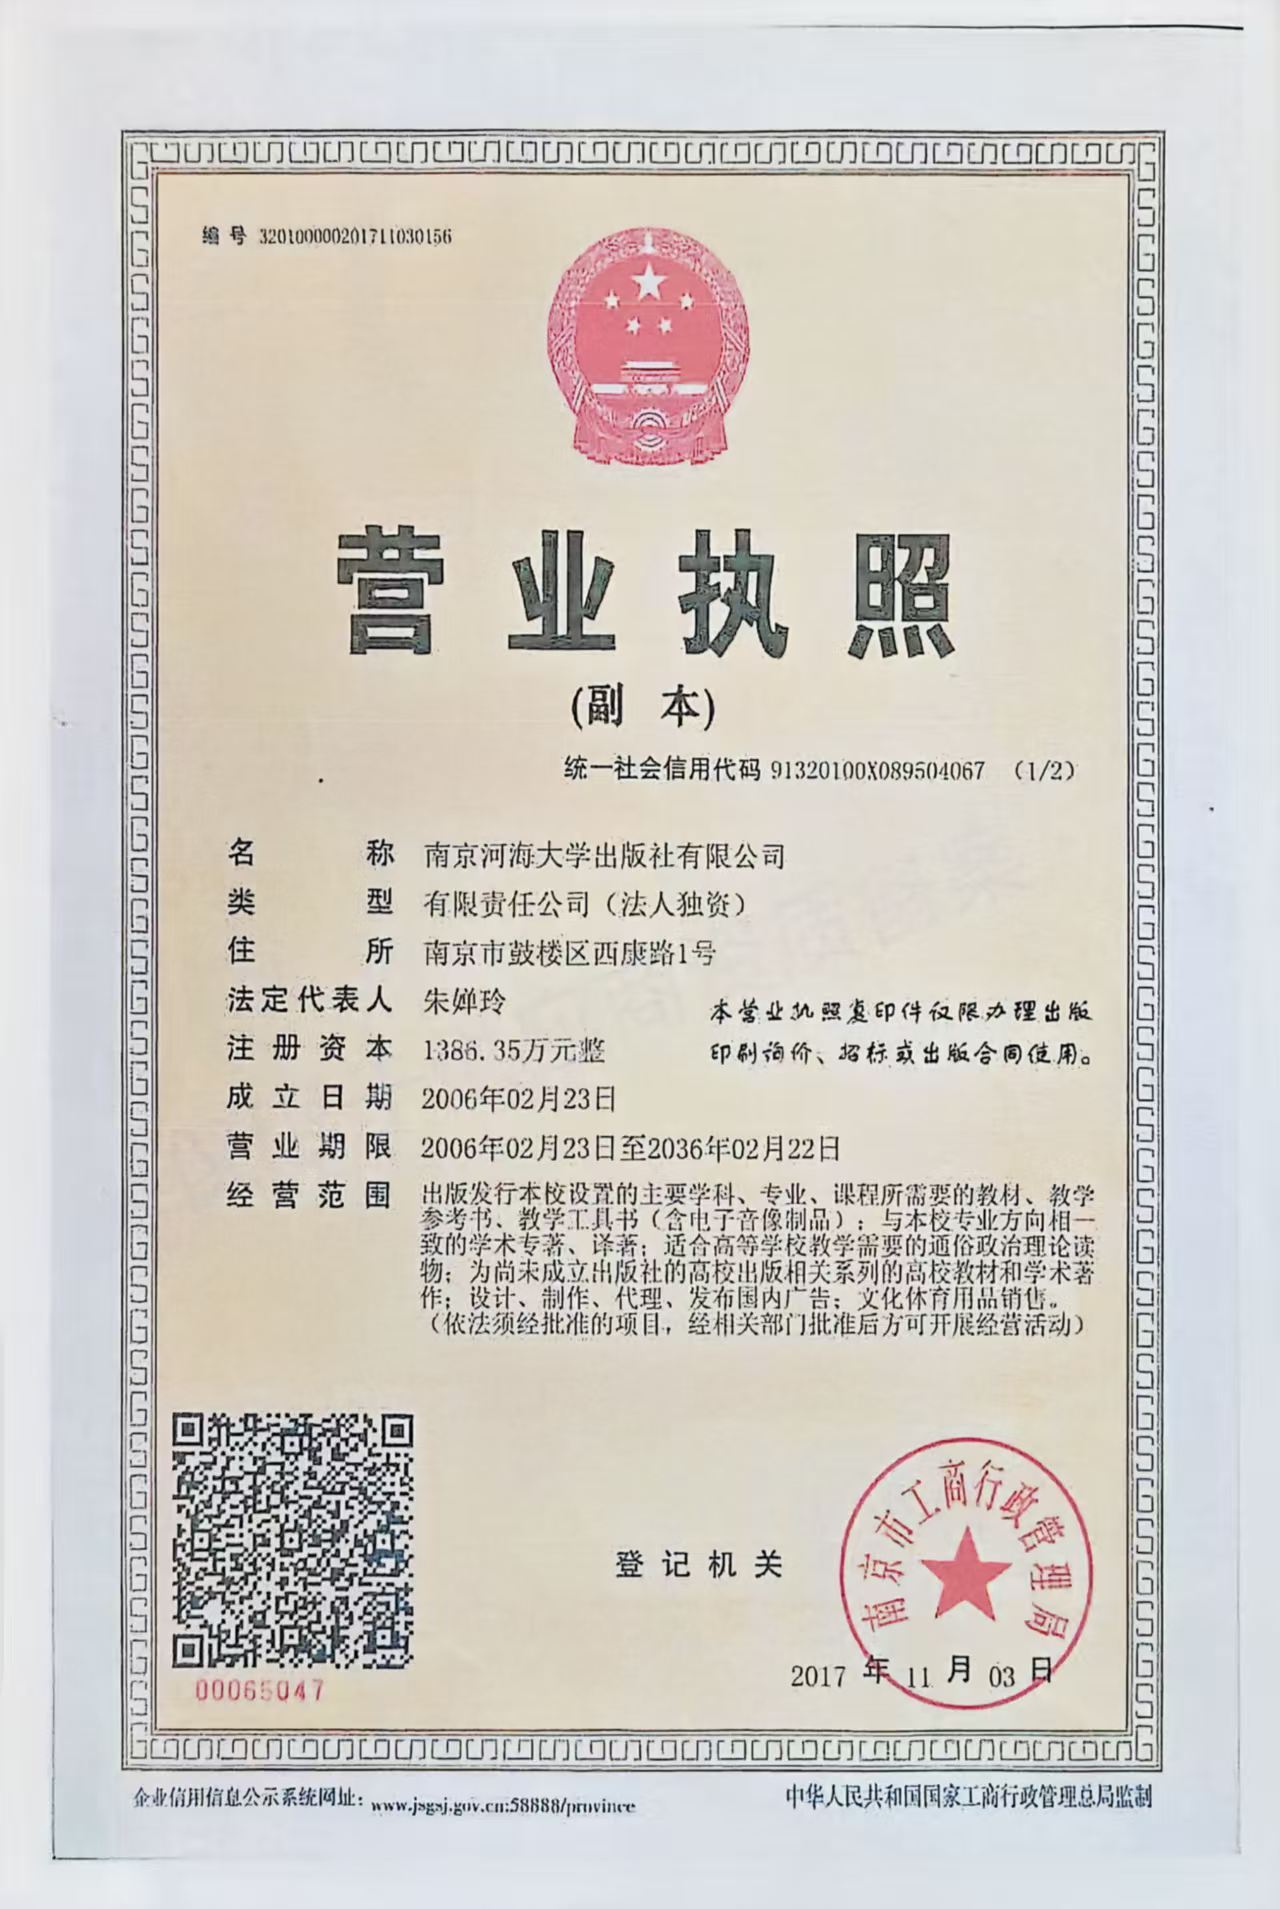 编 号 320100000201711030156
营业执照
(副 本)
统一社会信用代码 91320100X089504067 (1/2)
名称 南京河海大学出版社有限公司
类型 有限责任公司（法人独资）
住所 南京市鼓楼区西康路1号
法定代表人 朱婵玲
本营业执照复印件仅限办理出版
注册资本 1386.35万元整
印刷询价、招标或出版合同使用。
成立日期 2006年02月23日
营业期限 2006年02月23日至2036年02月22日
经营范围 出版发行本校设置的主要学科、专业、课程所需要的教材、教学
参考书、教学工具书（含电子音像制品）；与本校专业方向相一
致的学术专著、译著；适合高等学校教学需要的通俗政治理论读
物；为尚未成立出版社的高校出版相关系列的高校教材和学术著
作；设计、制作、代理、发布国内广告；文化体育用品销售。
（依法须经批准的项目，经相关部门批准后方可开展经营活动）
南京市工商行政管理局
登记机关
2017 年 11 月 03 日
00065047
企业信用信息公示系统网址：www.jsgsj.gov.cn:58888/province
中华人民共和国国家工商行政管理总局监制